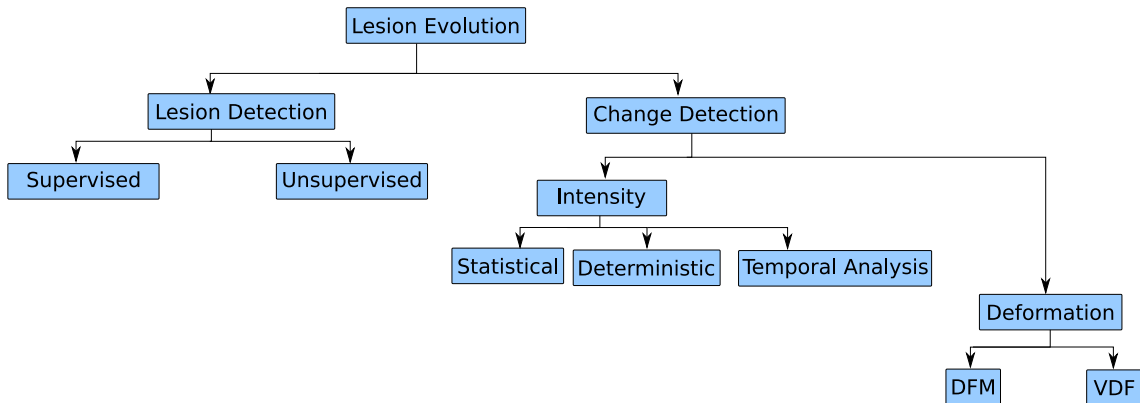 Lesion Evolution
Lesion Detection
Change Detection
Supervised
Unsupervised
Intensity
Statistical
Deterministic
Temporal Analysis
Deformation
DFM
VDF